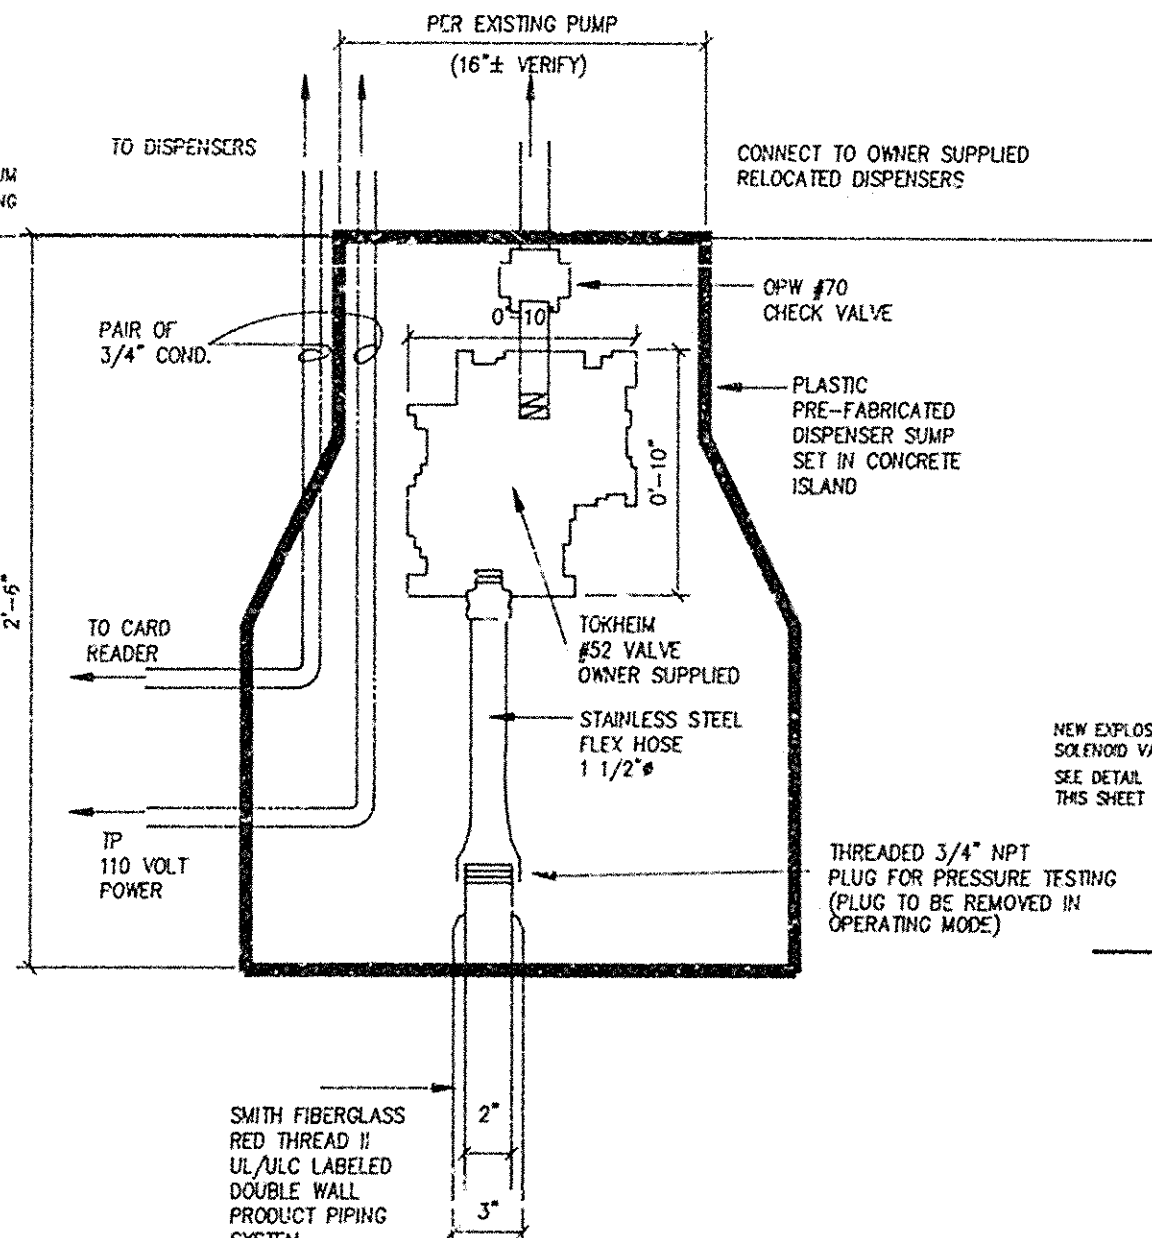 PER EXISTING PUMP
(16"± VERIFY)
TO DISPENSERS
CONNECT TO OWNER SUPPLIED
RELOCATED DISPENSERS
UM
NG
OPW #70
CHECK VALVE
0'-10"
PAIR OF
3/4" COND.
PLASTIC
PRE-FABRICATED
DISPENSER SUMP
SET IN CONCRETE
ISLAND
0'-10"
2'-6"
TO CARD
READER
TOKHEIM
#52 VALVE
OWNER SUPPLIED
STAINLESS STEEL
FLEX HOSE
1 1/2"ø
NEW EXPLOS
SOLENOID VA
SEE DETAIL
THIS SHEET
TP
110 VOLT
POWER
THREADED 3/4" NPT
PLUG FOR PRESSURE TESTING
(PLUG TO BE REMOVED IN
OPERATING MODE)
SMITH FIBERGLASS
RED THREAD II
UL/ULC LABELED
DOUBLE WALL
PRODUCT PIPING
SYSTEM
2"
3"